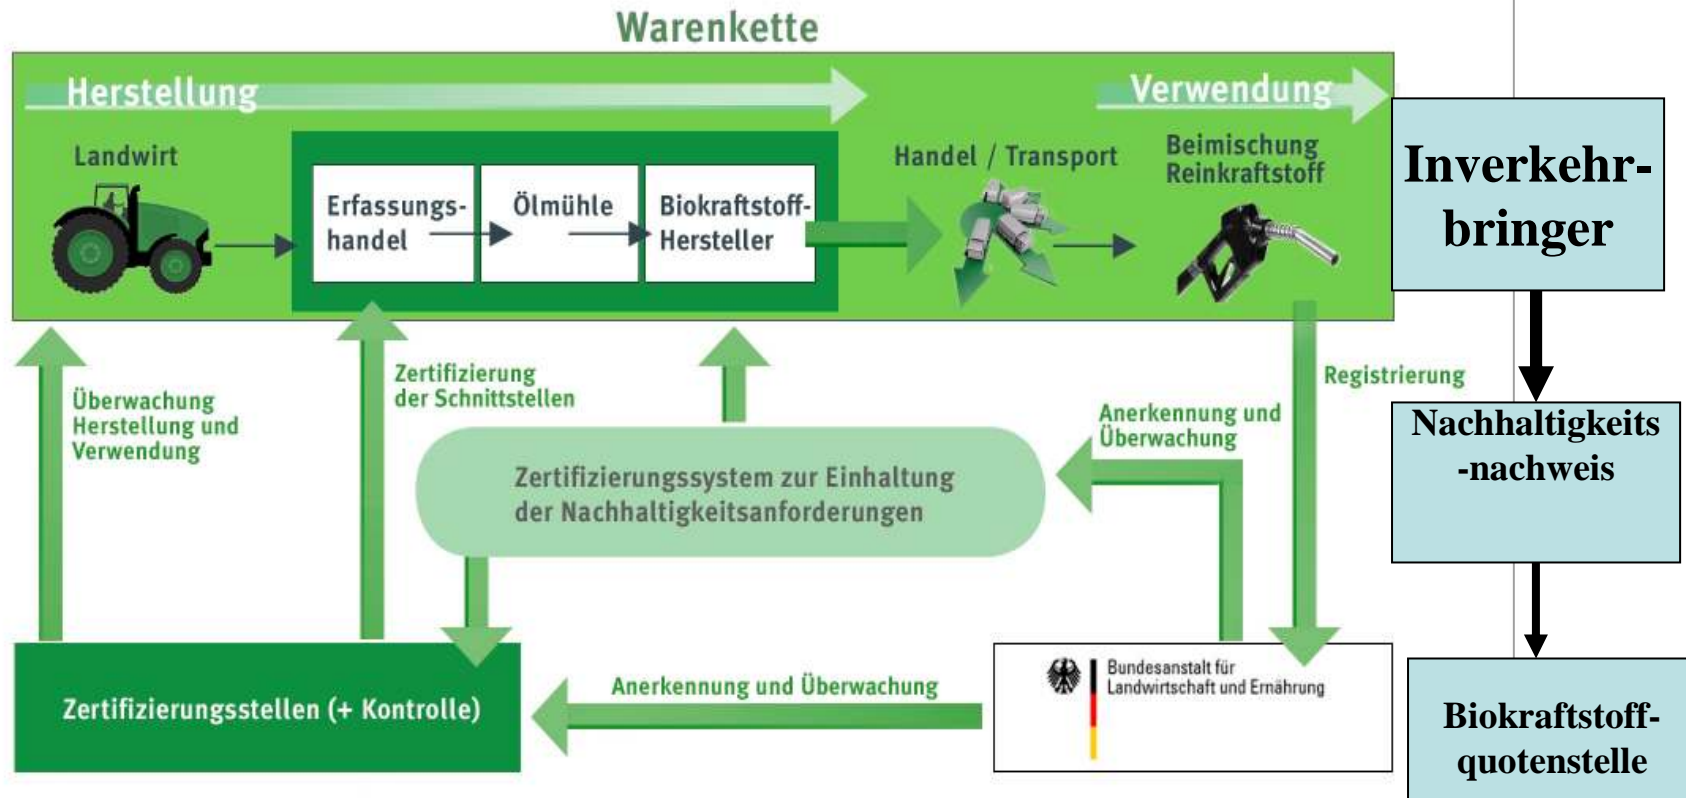 Warenkette
Herstellung
Verwendung
Landwirt
Erfassungs-
handel
Ölmühle
Biokraftstoff-
Hersteller
Handel / Transport
Beimischung
Reinkraftstoff
Inverkehr-
bringer
Überwachung
Herstellung und
Verwendung
Zertifizierung
der Schnittstellen
Anerkennung und
Überwachung
Registrierung
Nachhaltigkeits
-nachweis
Zertifizierungssystem zur Einhaltung
der Nachhaltigkeitsanforderungen
Zertifizierungsstellen (+ Kontrolle)
Anerkennung und Überwachung
Bundesanstalt für
Landwirtschaft und Ernährung
Biokraftstoff-
quotenstelle